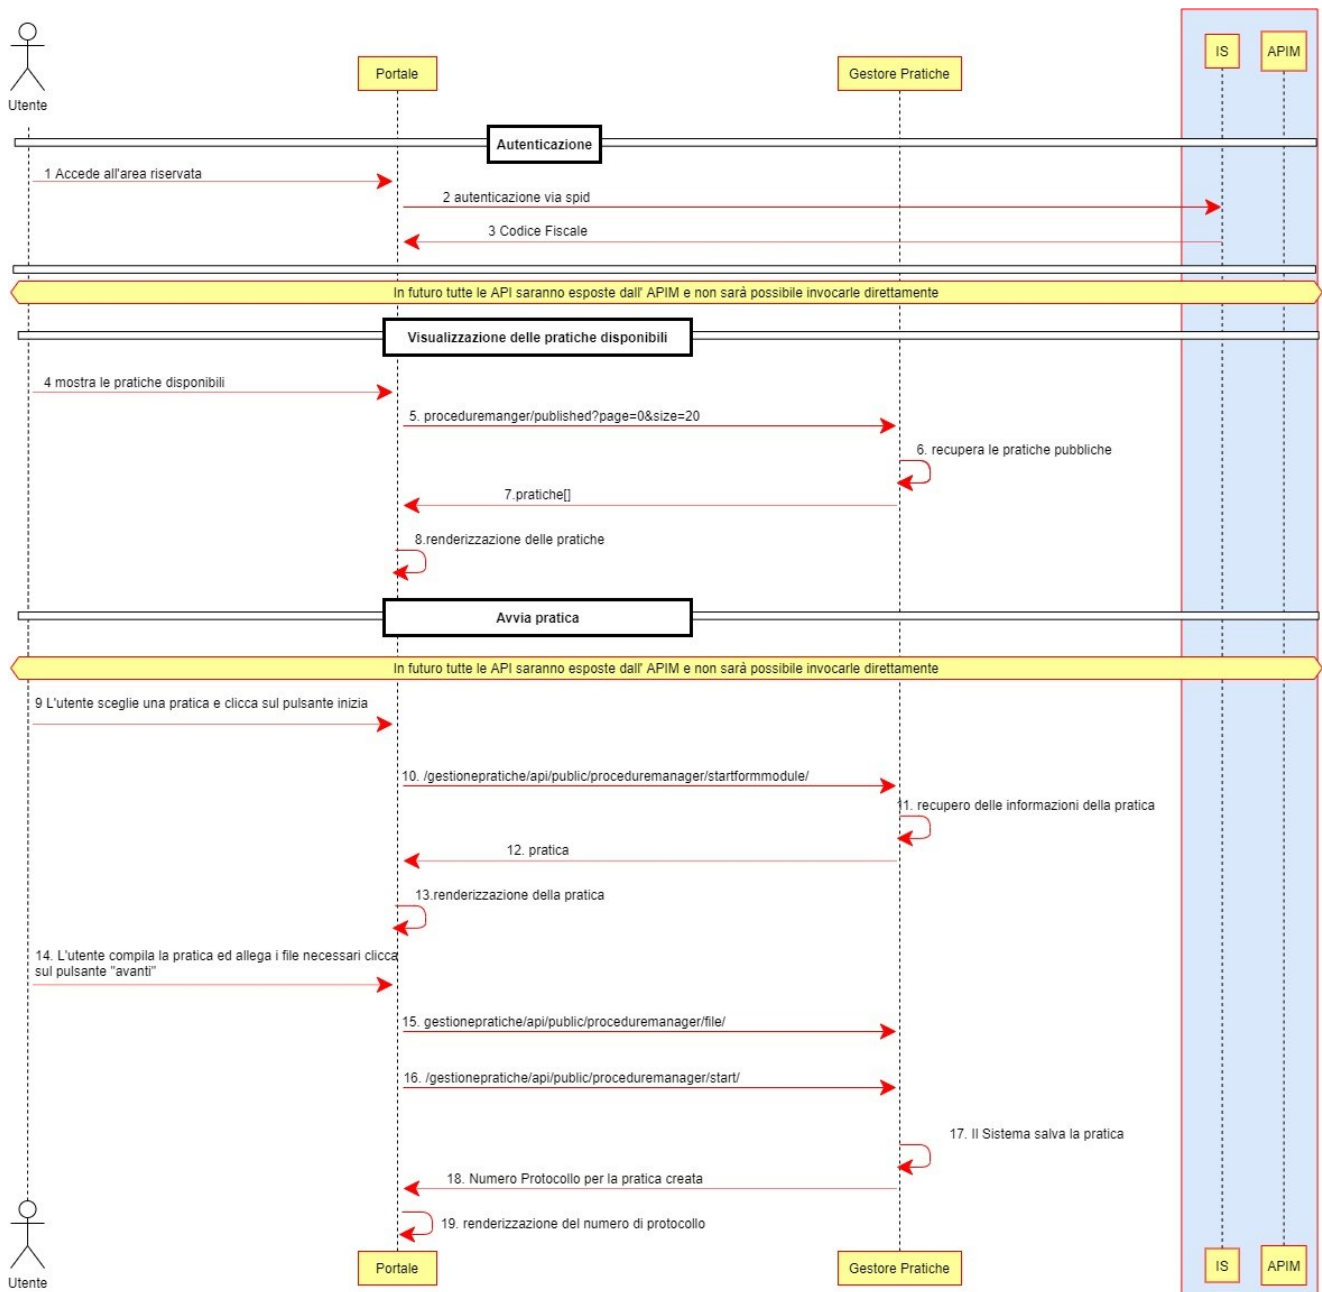 IS
APIM
Portale
Gestore Pratiche
Utente
Autenticazione
1 Accede all'area riservata
2 autenticazione via spid
3 Codice Fiscale
In futuro tutte le API saranno esposte dall' APIM e non sarà possibile invocarle direttamente
Visualizzazione delle pratiche disponibili
4 mostra le pratiche disponibili
5. proceduremanger/published?page=0&size=20
6. recupera le pratiche pubbliche
7.pratiche[]
8.renderizzazione delle pratiche
Avvia pratica
In futuro tutte le API saranno esposte dall' APIM e non sarà possibile invocarle direttamente
9 L'utente sceglie una pratica e clicca sul pulsante inizia
10. /gestionepratiche/api/public/proceduremanager/startformmodule/
11. recupero delle informazioni della pratica
12. pratica
13.renderizzazione della pratica
14. L'utente compila la pratica ed allega i file necessari clicca
sul pulsante "avanti"
15. gestionepratiche/api/public/proceduremanager/file/
16. /gestionepratiche/api/public/proceduremanager/start/
17. Il Sistema salva la pratica
18. Numero Protocollo per la pratica creata
19. renderizzazione del numero di protocollo
Utente
Portale
Gestore Pratiche
IS
APIM